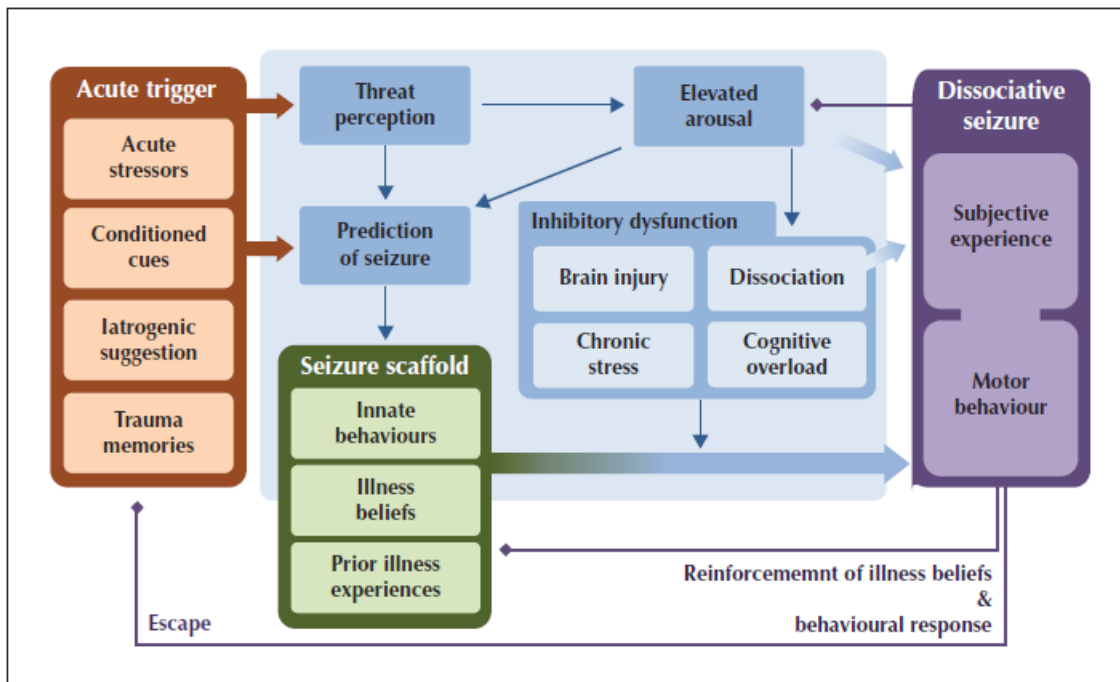 Acute trigger
Acute
stressors
Conditioned
cues
Iatrogenic
suggestion
Trauma
memories
Threat
perception
Elevated
arousal
Prediction
of seizure
Inhibitory dysfunction
Brain injury
Dissociation
Chronic
stress
Cognitive
overload
Seizure scaffold
Innate
behaviours
Illness
beliefs
Prior illness
experiences
Dissociative
seizure
Subjective
experience
Motor
behaviour
Reinforcememnt of illness beliefs
&
behavioural response
Escape